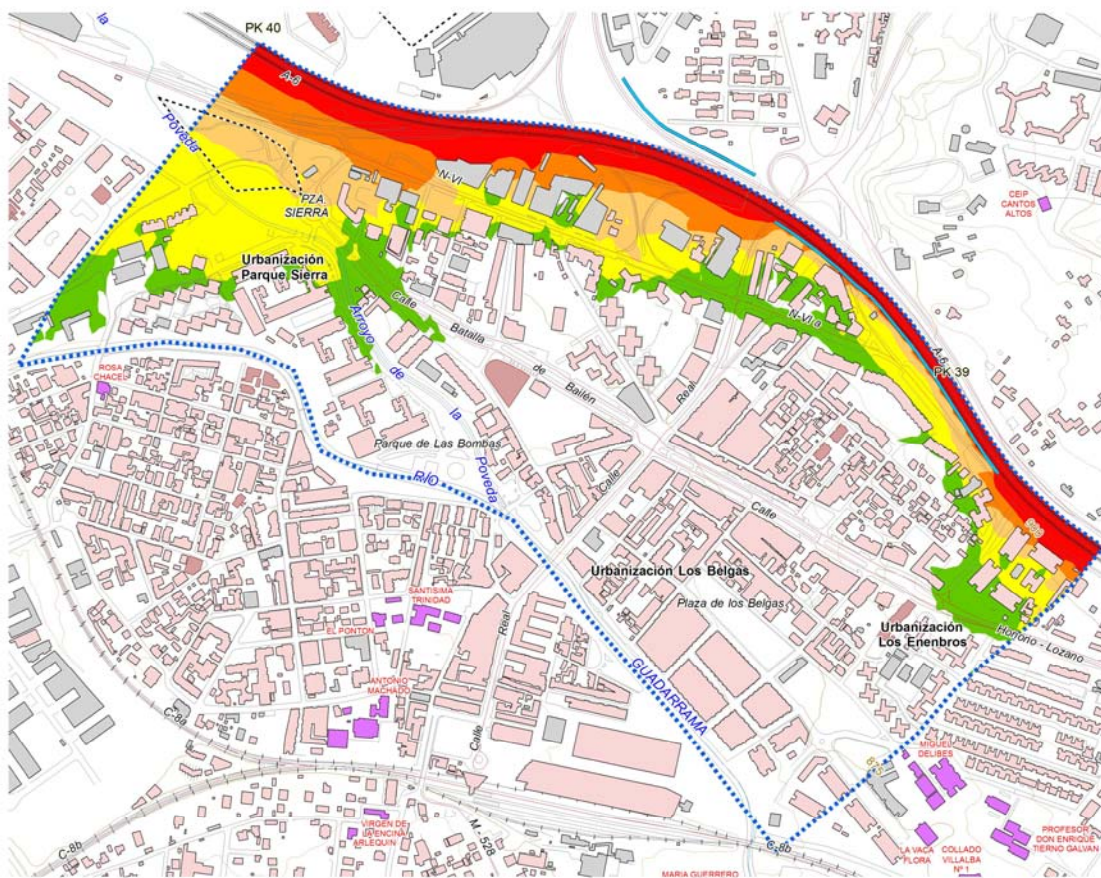 la
PK 40
A-6
Poveda
N-VI
PZA.
SIERRA
CEIP
CANTOS
ALTOS
Urbanización
Parque Sierra
Calle
Batalla
de
Bailén
Arroyo
de
la
Poveda
N-VI a
A-6
PK 39
Real
Calle
ROSA
CHACEL
Parque de Las Bombas
RÍO
Calle
Urbanización Los Belgas
Plaza de los Belgas
SANTISIMA
TRINIDAD
EL PONTON
Real
Calle
Urbanización
Los Enenbros
Honorio - Lozano
GUADARRAMA
ANTONIO
MACHADO
C-8a
MIGUEL
DELIBES
VIRGEN DE
LA ENCINA
ARLEQUIN
M - 528
C-8b
C-8b
MARIA GUERRERO
LA VACA
FLORA
COLLADO
VILLALBA
Nº 1
PROFESOR
DON ENRIQUE
TIERNO GALVAN